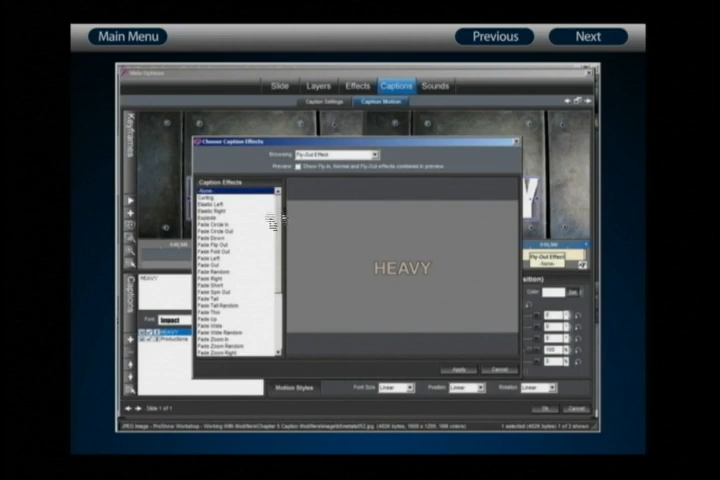 Main Menu
Previous
Next
Slide Options
Slide Layers Effects Captions Sounds
Caption Settings Caption Motion
Keyframes
Choose Caption Effects
Browsing Fly-Out Effect
Preview: Show Fly-In, Normal and Fly-Out effects combined in preview.
Caption Effects
-None-
Curling
Elastic Left
Elastic Right
Explode
Fade Circle In
Fade Circle Out
Fade Down
Fade Flip Out
Fade Fold Out
Fade Left
Fade Out
Fade Random
Fade Right
Fade Short
Fade Spin Out
Fade Tall
Fade Tall Random
Fade Thin
Fade Up
Fade Wide
Fade Wide Random
Fade Zoom In
Fade Zoom Random
Fade Zoom Right
HEAVY
Y
Fly-Out Effect
-None-
Captions
HEAVY
Color Set
Font Impact
HEAVY
Productions
100
Apply Cancel
Motion Styles Font Size Linear Position Linear Rotation Linear
Slide 1 of 1
Ok Cancel